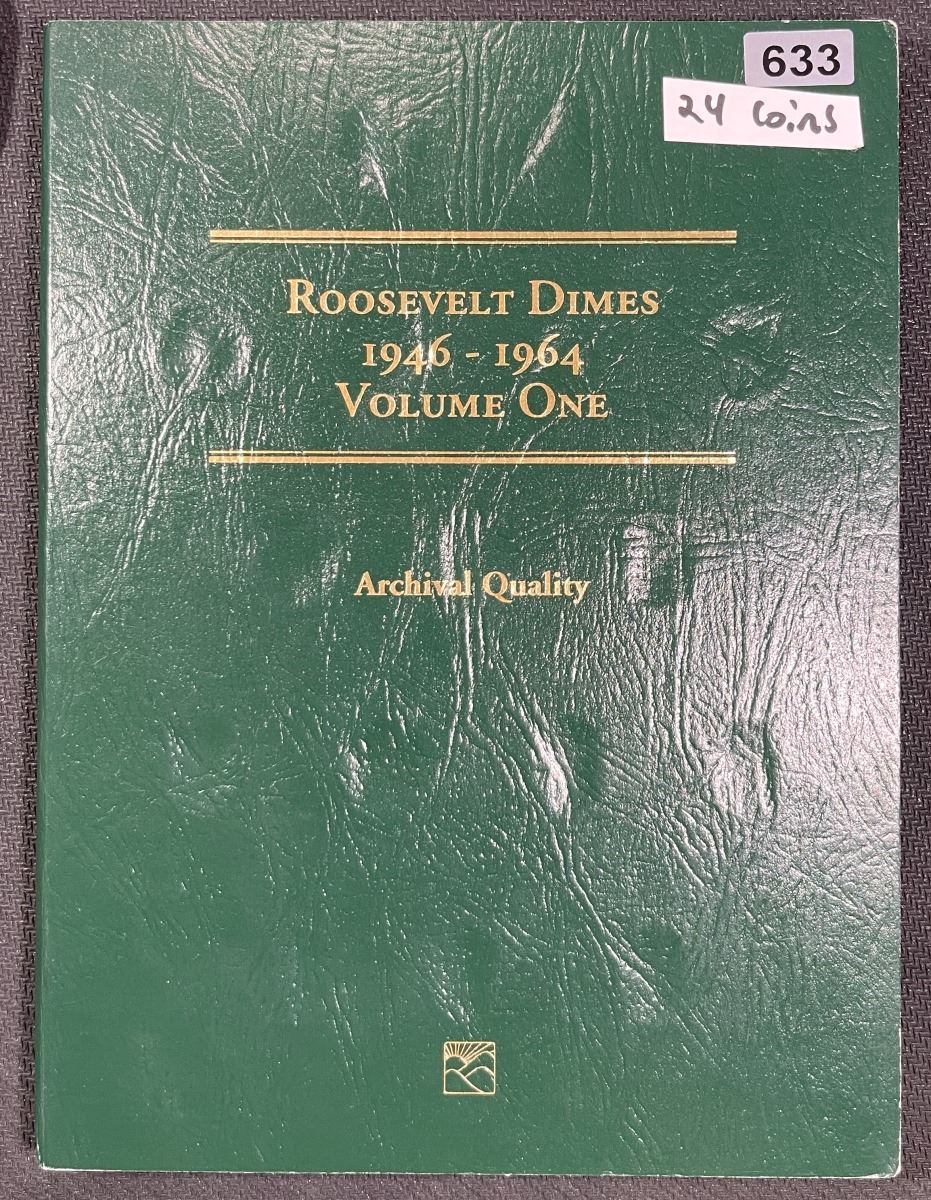 633
24 coins
ROOSEVELT DIMES
1946 - 1964
VOLUME ONE
Archival Quality